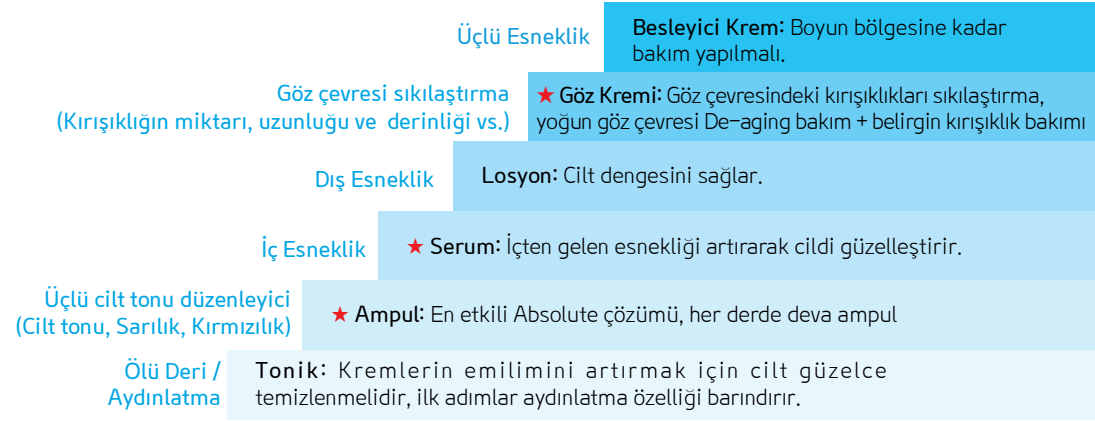 Üçlü Esneklik
Besleyici Krem: Boyun bölgesine kadar
bakım yapılmalı.
Göz çevresi sıkılaştırma
(Kırışıklığın miktarı, uzunluğu ve derinliği vs.)
★ Göz Kremi: Göz çevresindeki kırışıklıkları sıkılaştırma,
yoğun göz çevresi De-aging bakım + belirgin kırışıklık bakımı
Dış Esneklik
Losyon: Cilt dengesini sağlar.
İç Esneklik
★ Serum: İçten gelen esnekliği artırarak cildi güzelleştirir.
Üçlü cilt tonu düzenleyici
(Cilt tonu, Sarılık, Kırmızılık)
★ Ampul: En etkili Absolute çözümü, her derde deva ampul
Ölü Deri /
Aydınlatma
Tonik: Kremlerin emilimini artırmak için cilt güzelce
temizlenmelidir, ilk adımlar aydınlatma özelliği barındırır.